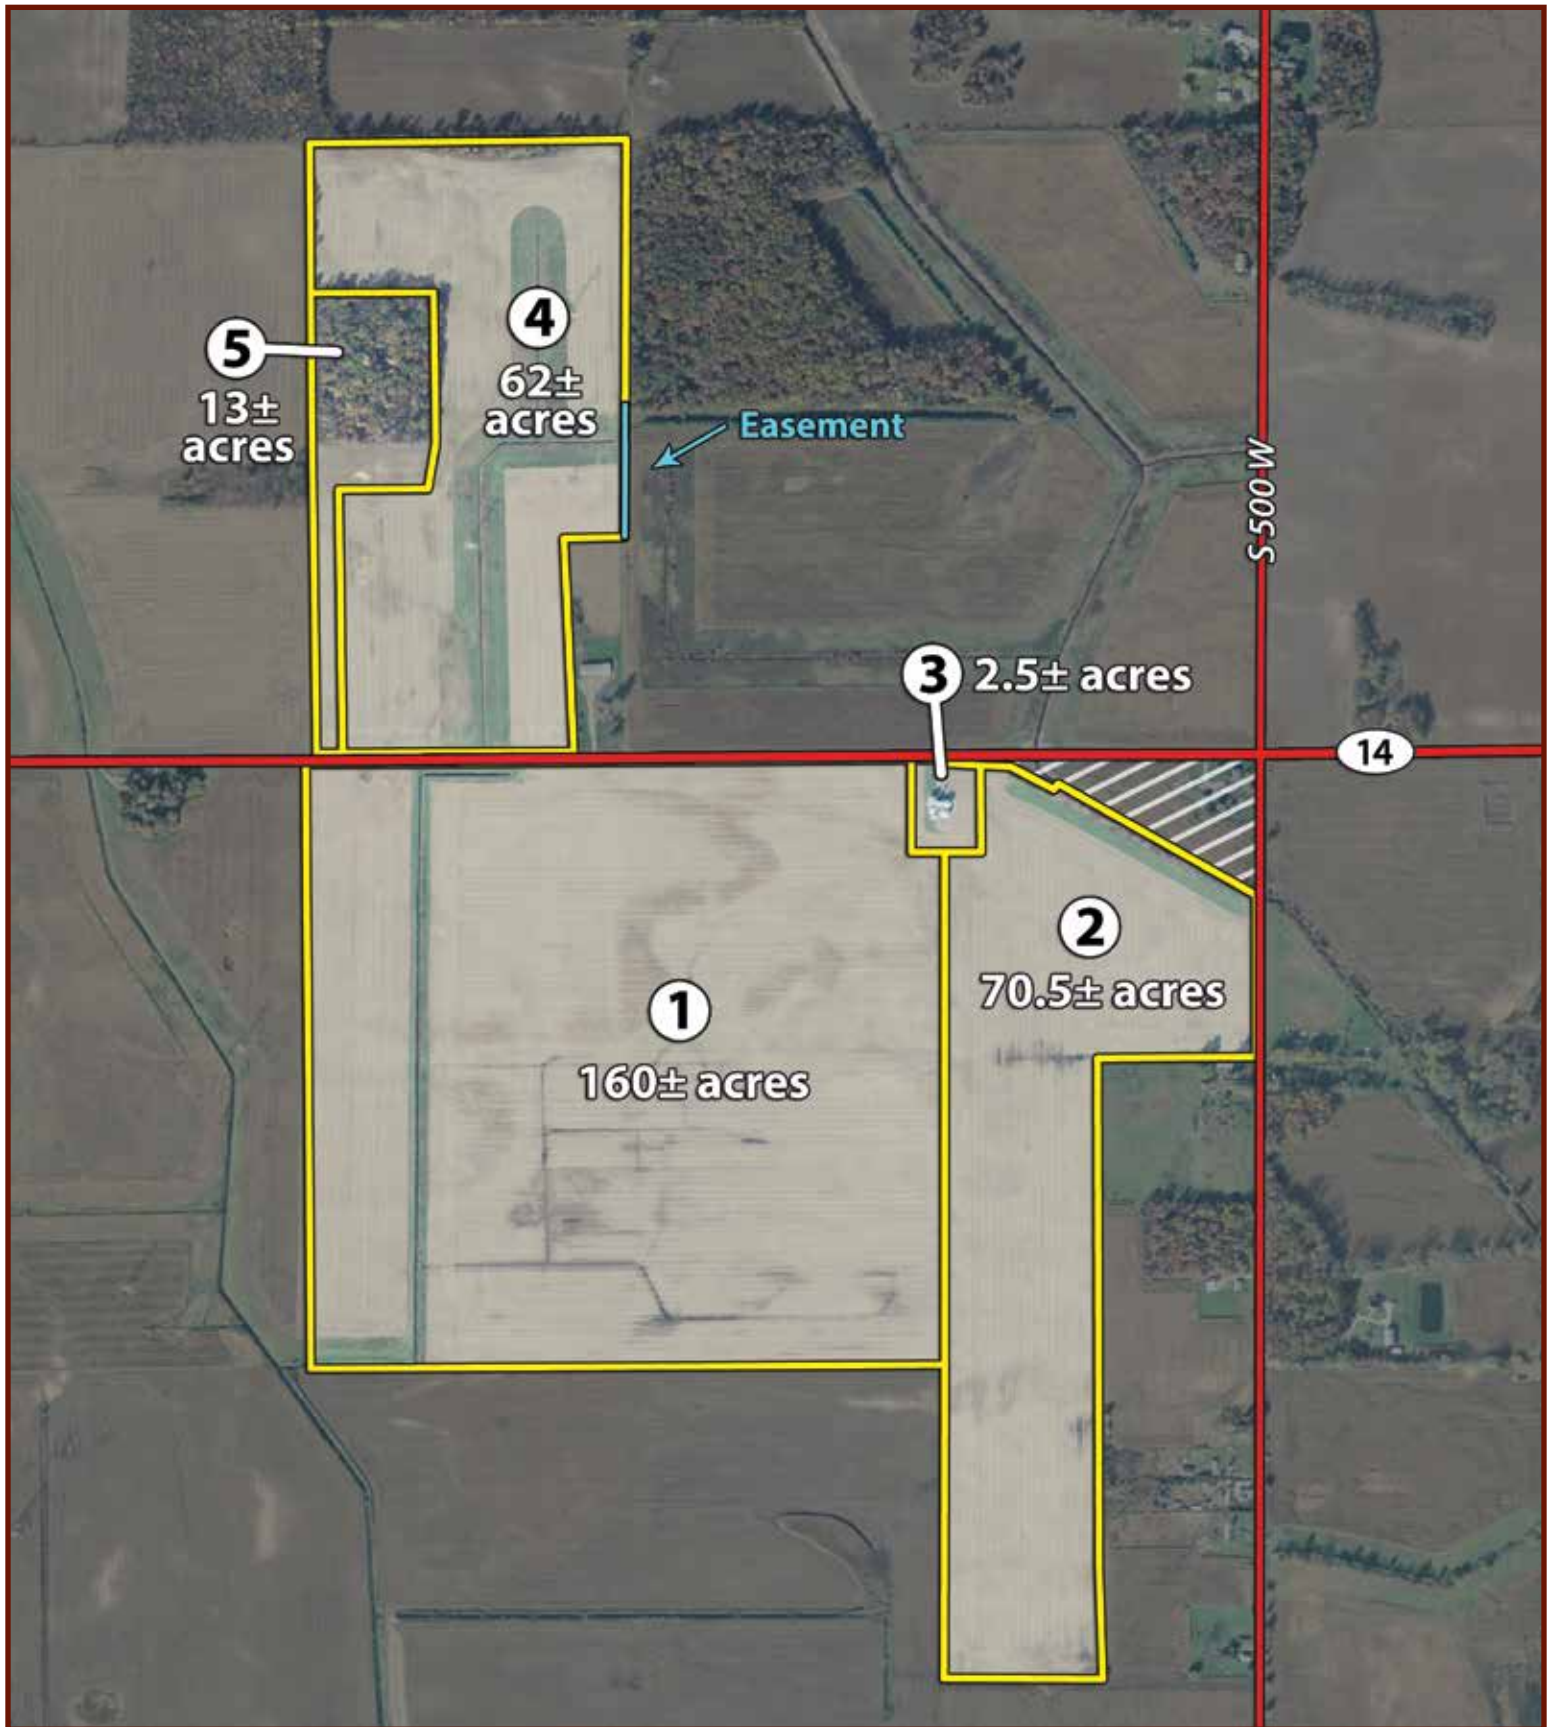 4
62±
acres
5
13±
acres
Easement
S 500 W
3 2.5± acres
14
2
70.5± acres
1
160± acres